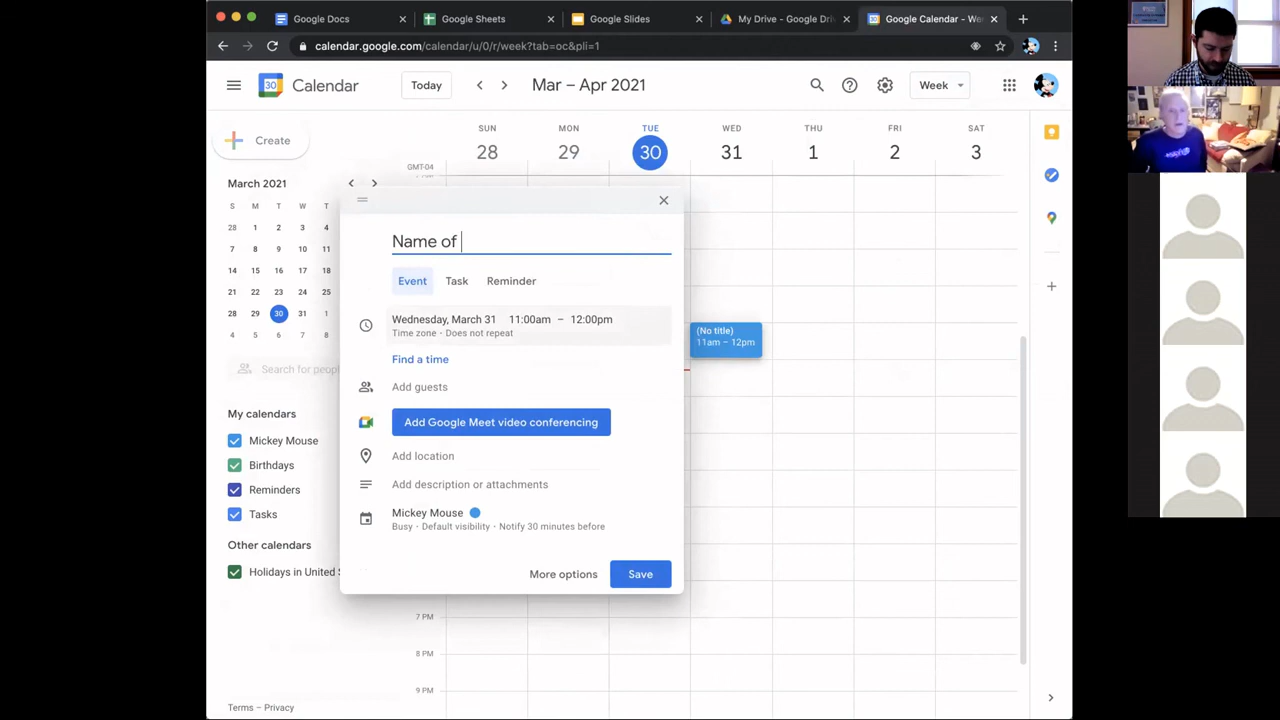 Google Docs
Google Sheets
Google Slides
My Drive - Google Dri
Google Calendar - We
calendar.google.com/calendar/u/0/r/week?tab=oc&pli=1
30
Calendar
Today
Mar – Apr 2021
Week
Create
SUN MON TUE WED THU FRI SAT
28 29 30 31 1 2 3
GMT-04
March 2021
S M T W T
28 1 2 3 4
7 8 9 10 11
14 15 16 17 18
21 22 23 24 25
28 29 30 31 1
4 5 6 7 8
Search for people
Name of
Event Task Reminder
Wednesday, March 31 11:00am – 12:00pm
Time zone · Does not repeat
Find a time
Add guests
Add Google Meet video conferencing
Add location
Add description or attachments
Mickey Mouse
Busy · Default visibility · Notify 30 minutes before
More options Save
(No title)
11am – 12pm
My calendars
Mickey Mouse
Birthdays
Reminders
Tasks
Other calendars
Holidays in United S
7 PM
8 PM
9 PM
Terms – Privacy